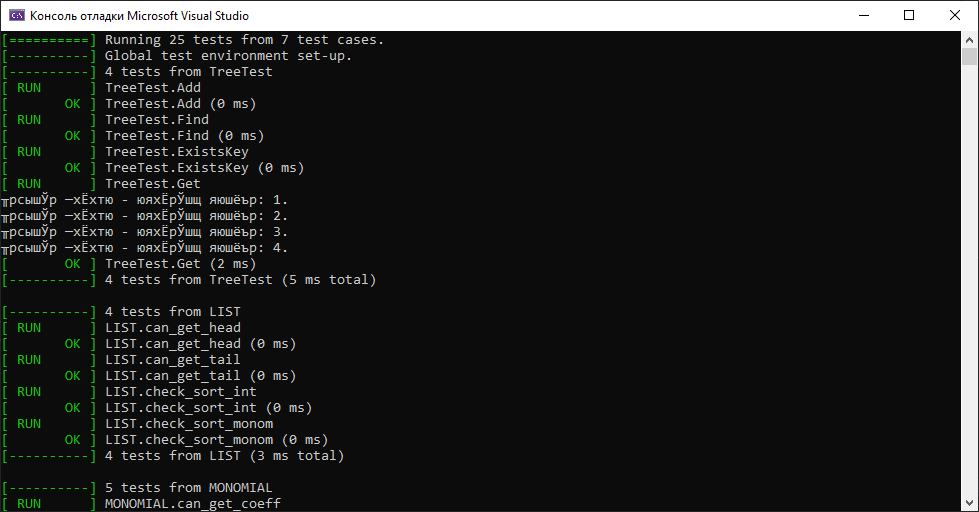 Консоль отладки Microsoft Visual Studio
[==========] Running 25 tests from 7 test cases.
[----------] Global test environment set-up.
[----------] 4 tests from TreeTest
[ RUN      ] TreeTest.Add
[       OK ] TreeTest.Add (0 ms)
[ RUN      ] TreeTest.Find
[       OK ] TreeTest.Find (0 ms)
[ RUN      ] TreeTest.ExistsKey
[       OK ] TreeTest.ExistsKey (0 ms)
[ RUN      ] TreeTest.Get
╥рсышЎр ─хЁхтю - юяхЁрЎшщ яюшёър: 1.
╥рсышЎр ─хЁхтю - юяхЁрЎшщ яюшёър: 2.
╥рсышЎр ─хЁхтю - юяхЁрЎшщ яюшёър: 3.
╥рсышЎр ─хЁхтю - юяхЁрЎшщ яюшёър: 4.
[       OK ] TreeTest.Get (2 ms)
[----------] 4 tests from TreeTest (5 ms total)
[----------] 4 tests from LIST
[ RUN      ] LIST.can_get_head
[       OK ] LIST.can_get_head (0 ms)
[ RUN      ] LIST.can_get_tail
[       OK ] LIST.can_get_tail (0 ms)
[ RUN      ] LIST.check_sort_int
[       OK ] LIST.check_sort_int (0 ms)
[ RUN      ] LIST.check_sort_monom
[       OK ] LIST.check_sort_monom (0 ms)
[----------] 4 tests from LIST (3 ms total)
[----------] 5 tests from MONOMIAL
[ RUN      ] MONOMIAL.can_get_coeff